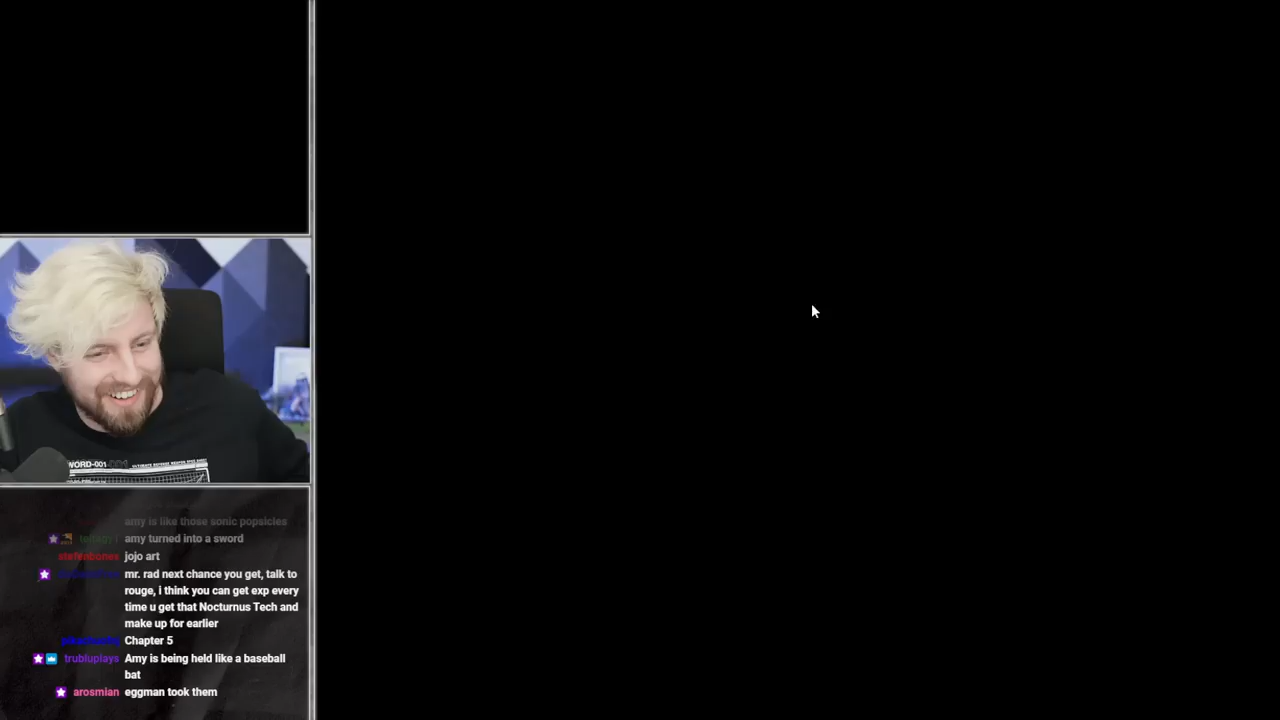 WORD-001
amy is like those sonic popsicles
amy turned into a sword
stefenbones jojo art
mr. rad next chance you get, talk to
rouge, i think you can get exp every
time u get that Nocturnus Tech and
make up for earlier
Chapter 5
trubluplays Amy is being held like a baseball
bat
arosmian eggman took them